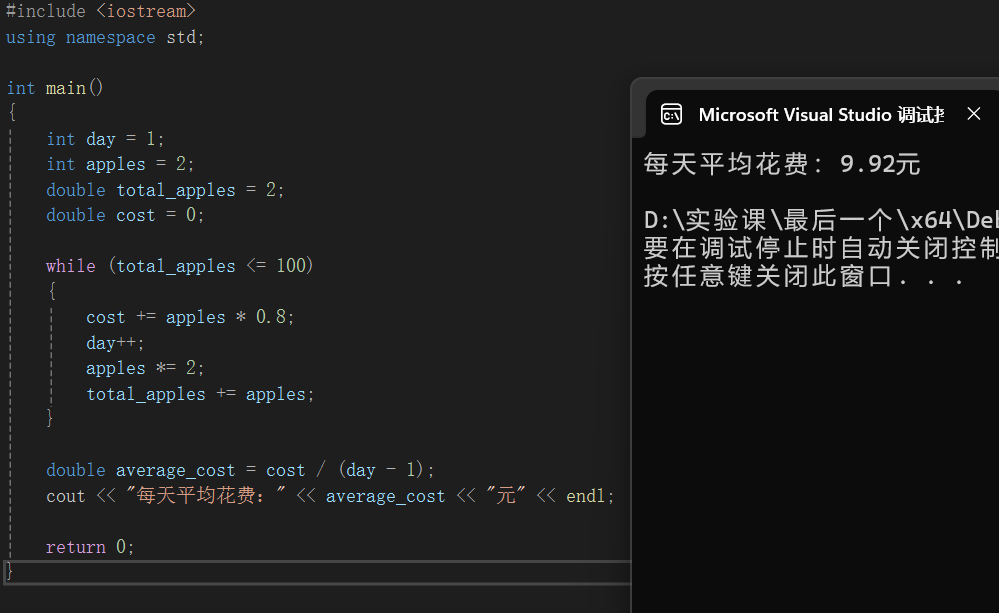 #include <iostream>
using namespace std;
int main()
{
int day = 1;
int apples = 2;
double total_apples = 2;
double cost = 0;
while (total_apples <= 100)
{
cost += apples * 0.8;
day++;
apples *= 2;
total_apples += apples;
}
double average_cost = cost / (day - 1);
cout << "每天平均花费：" << average_cost << "元" << endl;
return 0;
}
Microsoft Visual Studio 调试
每天平均花费：9.92元
D:\实验课\最后一个\x64\Deb
要在调试停止时自动关闭控制
按任意键关闭此窗口. . .